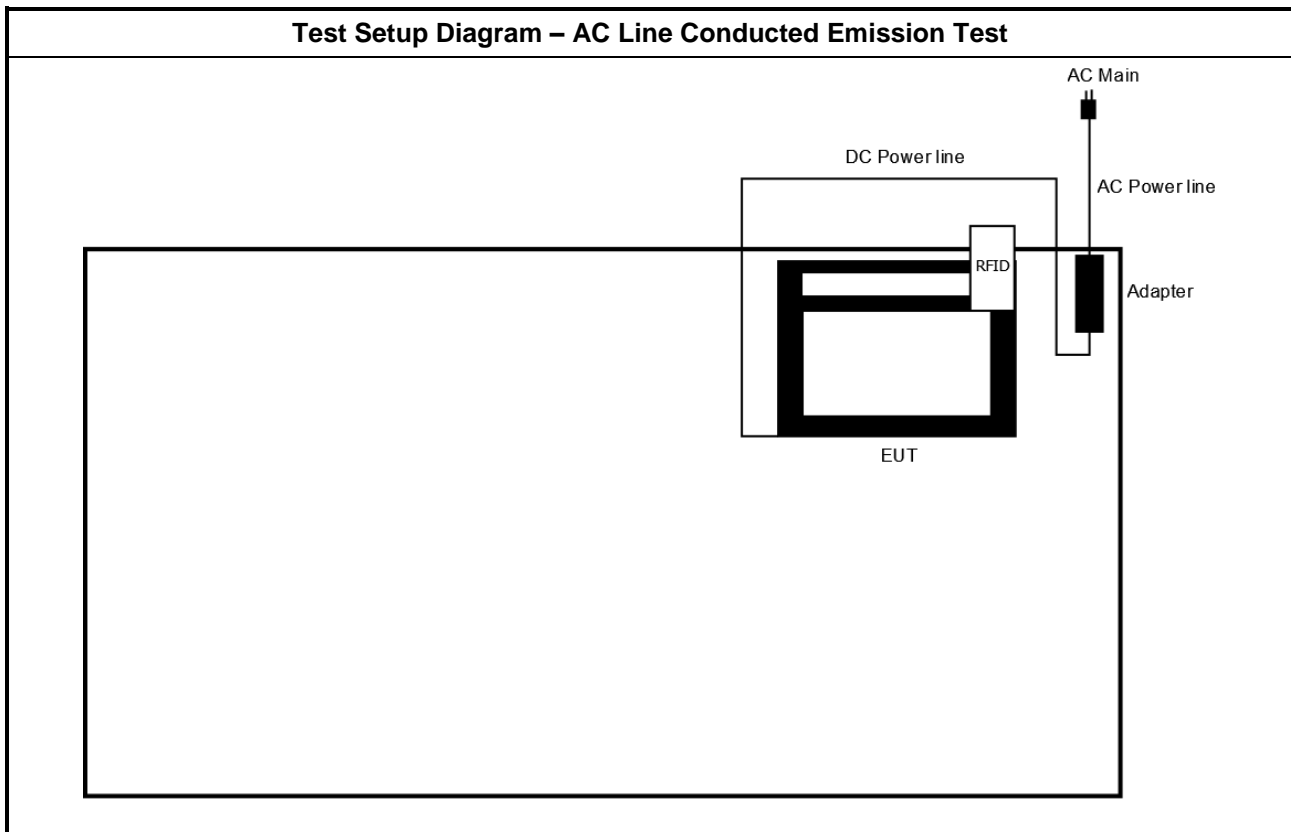 Test Setup Diagram – AC Line Conducted Emission Test
AC Main
DC Power line
AC Power line
RFID
Adapter
EUT